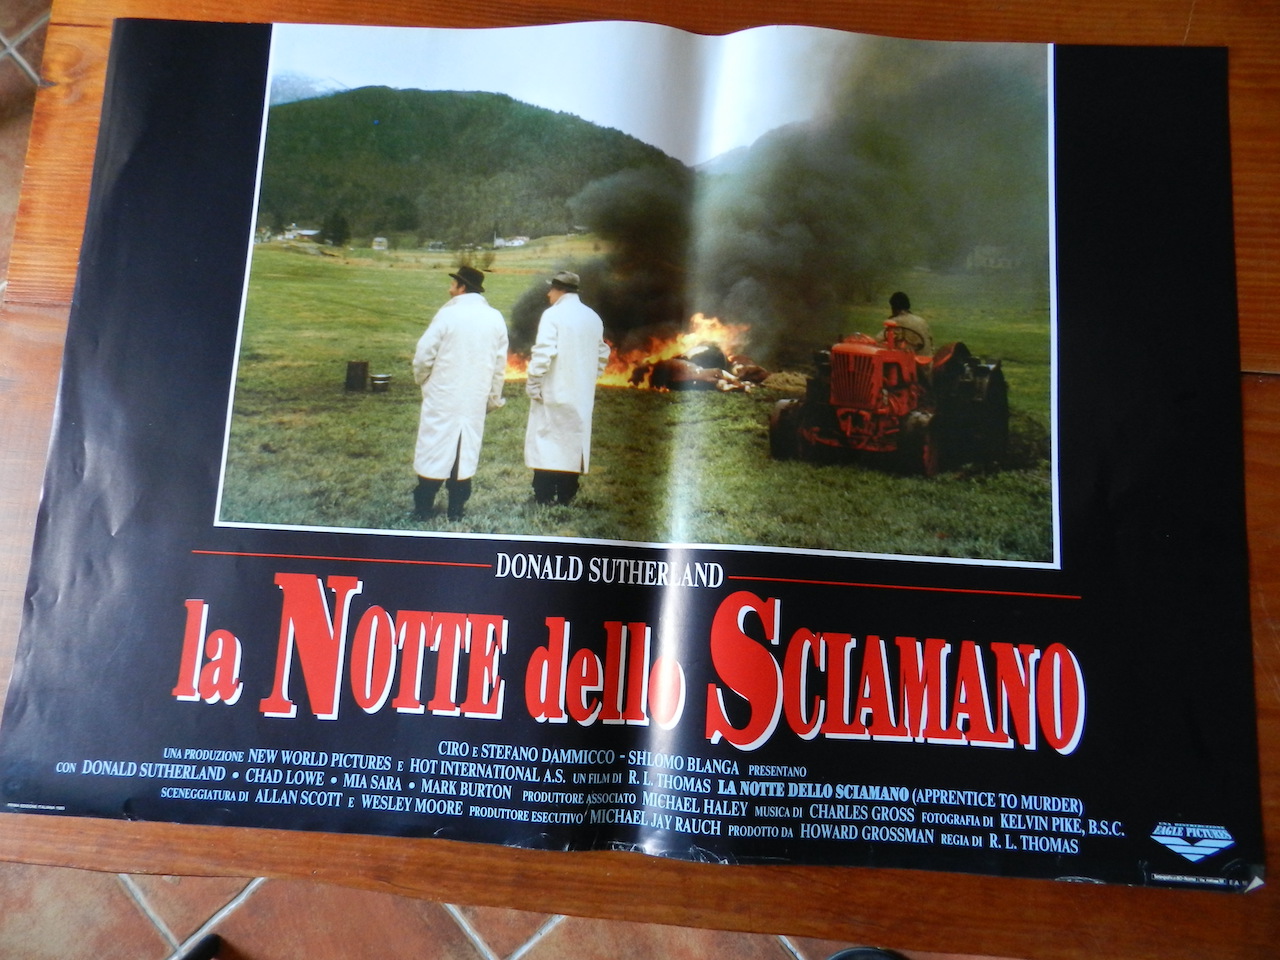 DONALD SUTHERLAND
la NOTTE dello SCIAMANO
CIRO E STEFANO DAMMICCO - SHLOMO BLANGA PRESENTANO
UNA PRODUZIONE NEW WORLD PICTURES E HOT INTERNATIONAL A.S. UN FILM DI R. L. THOMAS LA NOTTE DELLO SCIAMANO (APPRENTICE TO MURDER)
CON DONALD SUTHERLAND • CHAD LOWE • MIA SARA • MARK BURTON PRODUTTORE ASSOCIATO MICHAEL HALEY MUSICA DI CHARLES GROSS FOTOGRAFIA DI KELVIN PIKE, B.S.C.
SCENEGGIATURA DI ALLAN SCOTT E WESLEY MOORE PRODUTTORE ESECUTIVO MICHAEL JAY RAUCH PRODOTTO DA HOWARD GROSSMAN REGIA DI R. L. THOMAS
UNA DISTRIBUZIONE
EAGLE PICTURES